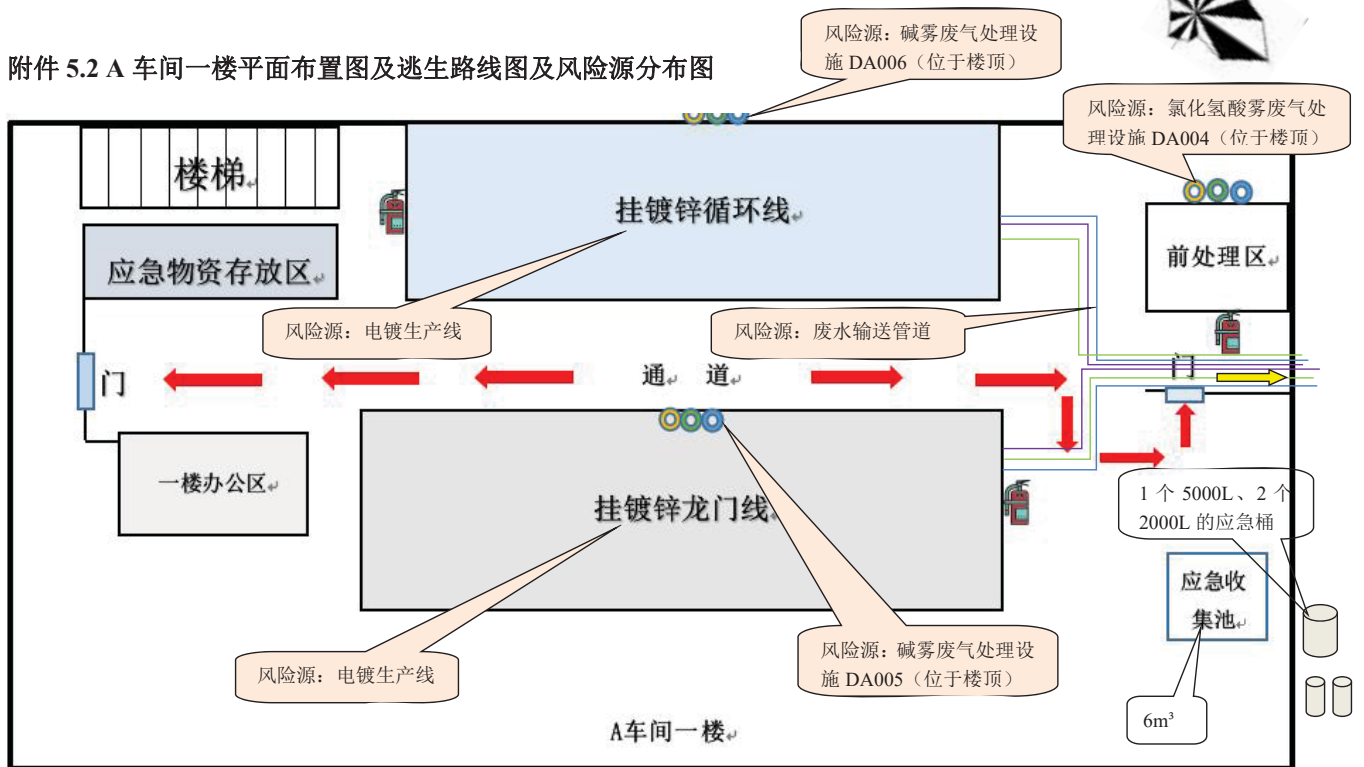 风险源：碱雾废气处理设
施 DA006（位于楼顶）
附件 5.2 A 车间一楼平面布置图及逃生路线图及风险源分布图
风险源：氯化氢酸雾废气处
理设施 DA004（位于楼顶）
楼梯
挂镀锌循环线
应急物资存放区
前处理区
风险源：电镀生产线
风险源：废水输送管道
门
通 道
门
一楼办公区
挂镀锌龙门线
1 个 5000L、2 个
2000L 的应急桶
应急收
集池
风险源：电镀生产线
风险源：碱雾废气处理设
施 DA005（位于楼顶）
6m³
A车间一楼